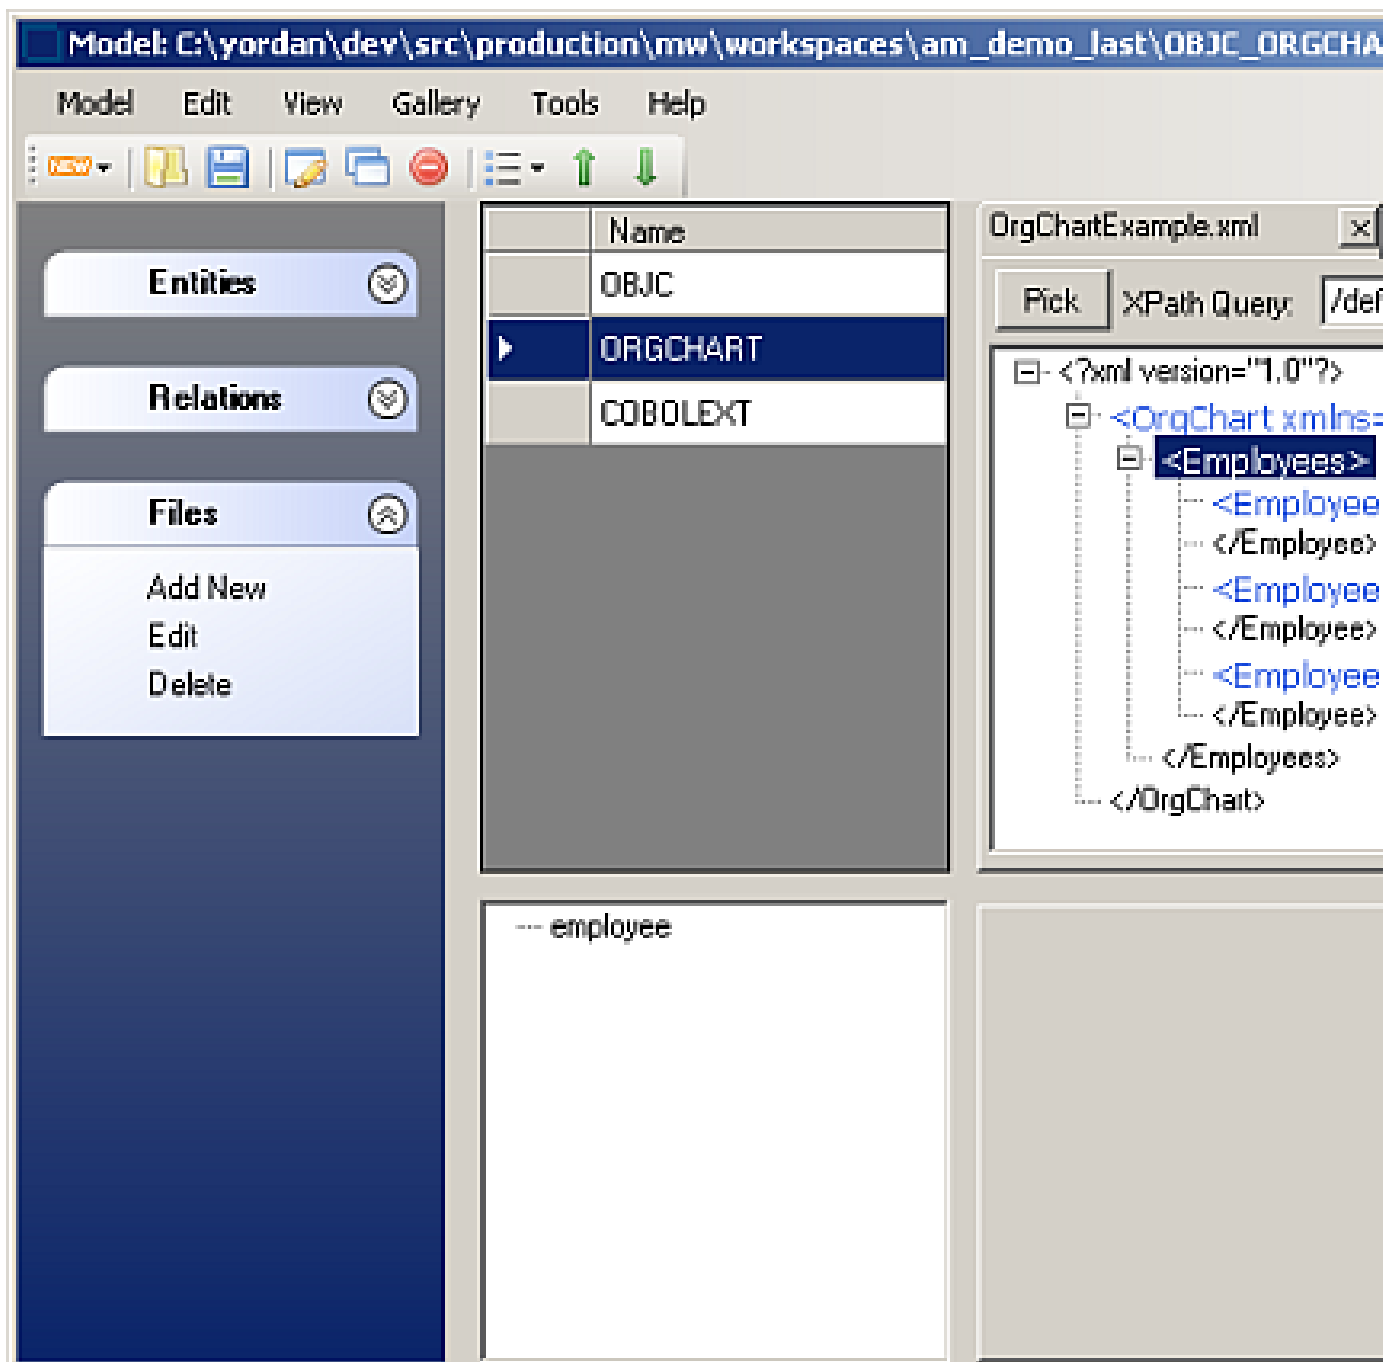 Model: C:\yordan\dev\src\production\mw\workspaces\am_demo_last\OBJC_ORGCHA
Model Edit View Gallery Tools Help
NEW
Entities
Relations
Files
Add New
Edit
Delete
Name
OBJC
ORGCHART
COBOLEXT
employee
OrgChartExample.xml
Pick XPath Query: /def
<?xml version="1.0"?>
<OrgChart xmlns=
<Employees>
<Employee
</Employee>
<Employee
</Employee>
<Employee
</Employee>
</Employees>
</OrgChart>